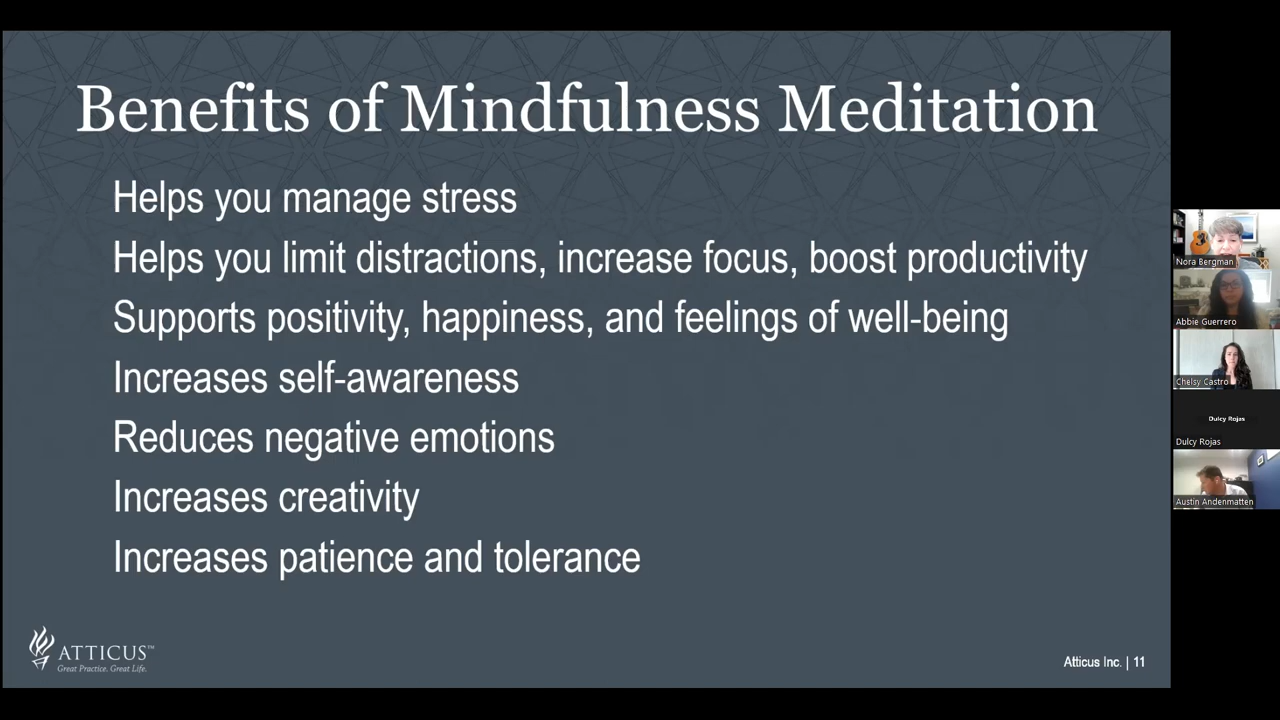 Benefits of Mindfulness Meditation
Helps you manage stress
Helps you limit distractions, increase focus, boost productivity
Supports positivity, happiness, and feelings of well-being
Increases self-awareness
Reduces negative emotions
Increases creativity
Increases patience and tolerance
ATTICUS™
Great Practice. Great Life.
Atticus Inc. | 11
Nora Bergman
Abbie Guerrero
Chelsy Castro
Dulcy Rojas
Dulcy Rojas
Austin Andenmatten